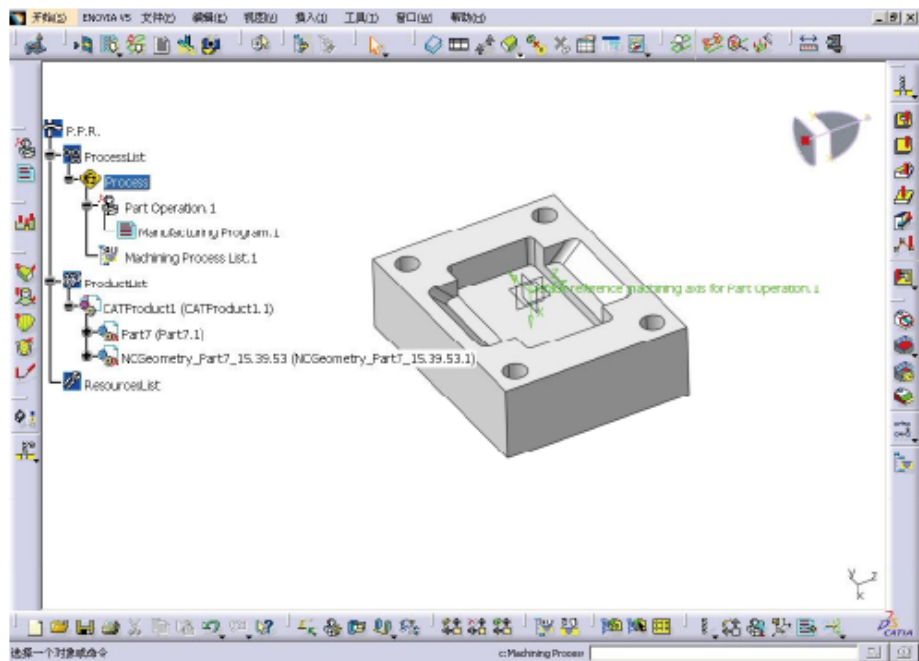 开始(S) ENOVIA V5 文件(F) 编辑(E) 视图(V) 插入(I) 工具(T) 窗口(W) 帮助(H)
P.P.R.
ProcessList
Process
Part Operation.1
Manufacturing Program.1
Machining Process List.1
ProductList
CATProduct1 (CATProduct1.1)
Part7 (Part7.1)
NCGeometry_Part7_15.39.53 (NCGeometry_Part7_15.39.53.1)
ResourcesList
reference machining axis for Part Operation.1
y
z
x
CATIA
选择一个对象或命令
c:Machining Process